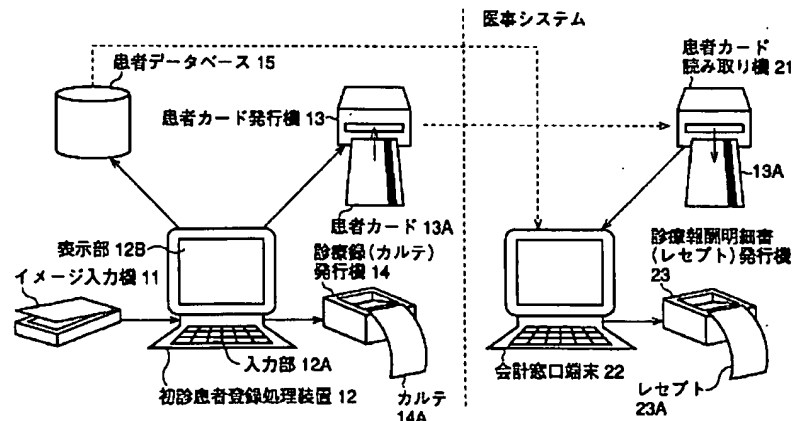 医事システム
患者データベース 15
患者カード
読み取り機 21
患者カード発行機 13
13A
患者カード 13A
表示部 12B
診療録(カルテ)
発行機 14
診療報酬明細書
(レセプト)発行機
23
イメージ入力機 11
入力部 12A
初診患者登録処理装置 12
カルテ
14A
会計窓口端末 22
レセプト
23A